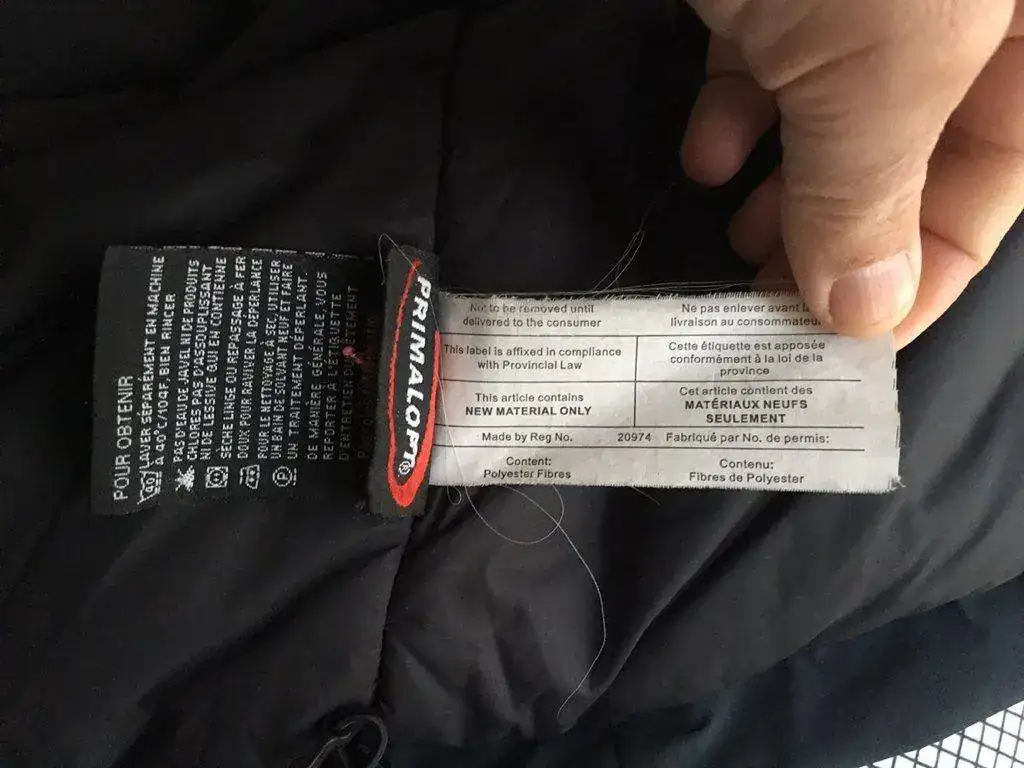 POUR OBTENIR
40 LAVER SÉPARÉMENT EN MACHINE
A 40°C/104F, BIEN RINCER
PAS D'EAU DE JAVEL NI DE PRODUITS
CHLORES PAS D'ASSOUPLISSANT
NI DE LESSIVE QUI EN CONTIENNE
SÈCHE LINGE OU REPASSAGE À FER
DOUX POUR RAVIVER LA DEPERLANCE
POUR LE NETTOYAGE À SEC, UTILISER
UN BAIN DE SOLVANT NEUF ET FAIRE
P UN TRAITEMENT DÉPERLANT.
DE MANIÈRE GÉNÉRALE, VOUS
REPORTER À L'ÉTIQUETTE
D'ENTRETIEN DU VÊTEMENT
PRIMALOFT®
Not to be removed until
delivered to the consumer
Ne pas enlever avant
livraison au consommateur
This label is affixed in compliance
with Provincial Law
Cette étiquette est apposée
conformément à la loi de la
province
This article contains
NEW MATERIAL ONLY
Cet article contient des
MATÉRIAUX NEUFS
SEULEMENT
Made by Reg No. 20974 Fabriqué par No. de permis:
Content:
Polyester Fibres
Contenu:
Fibres de Polyester